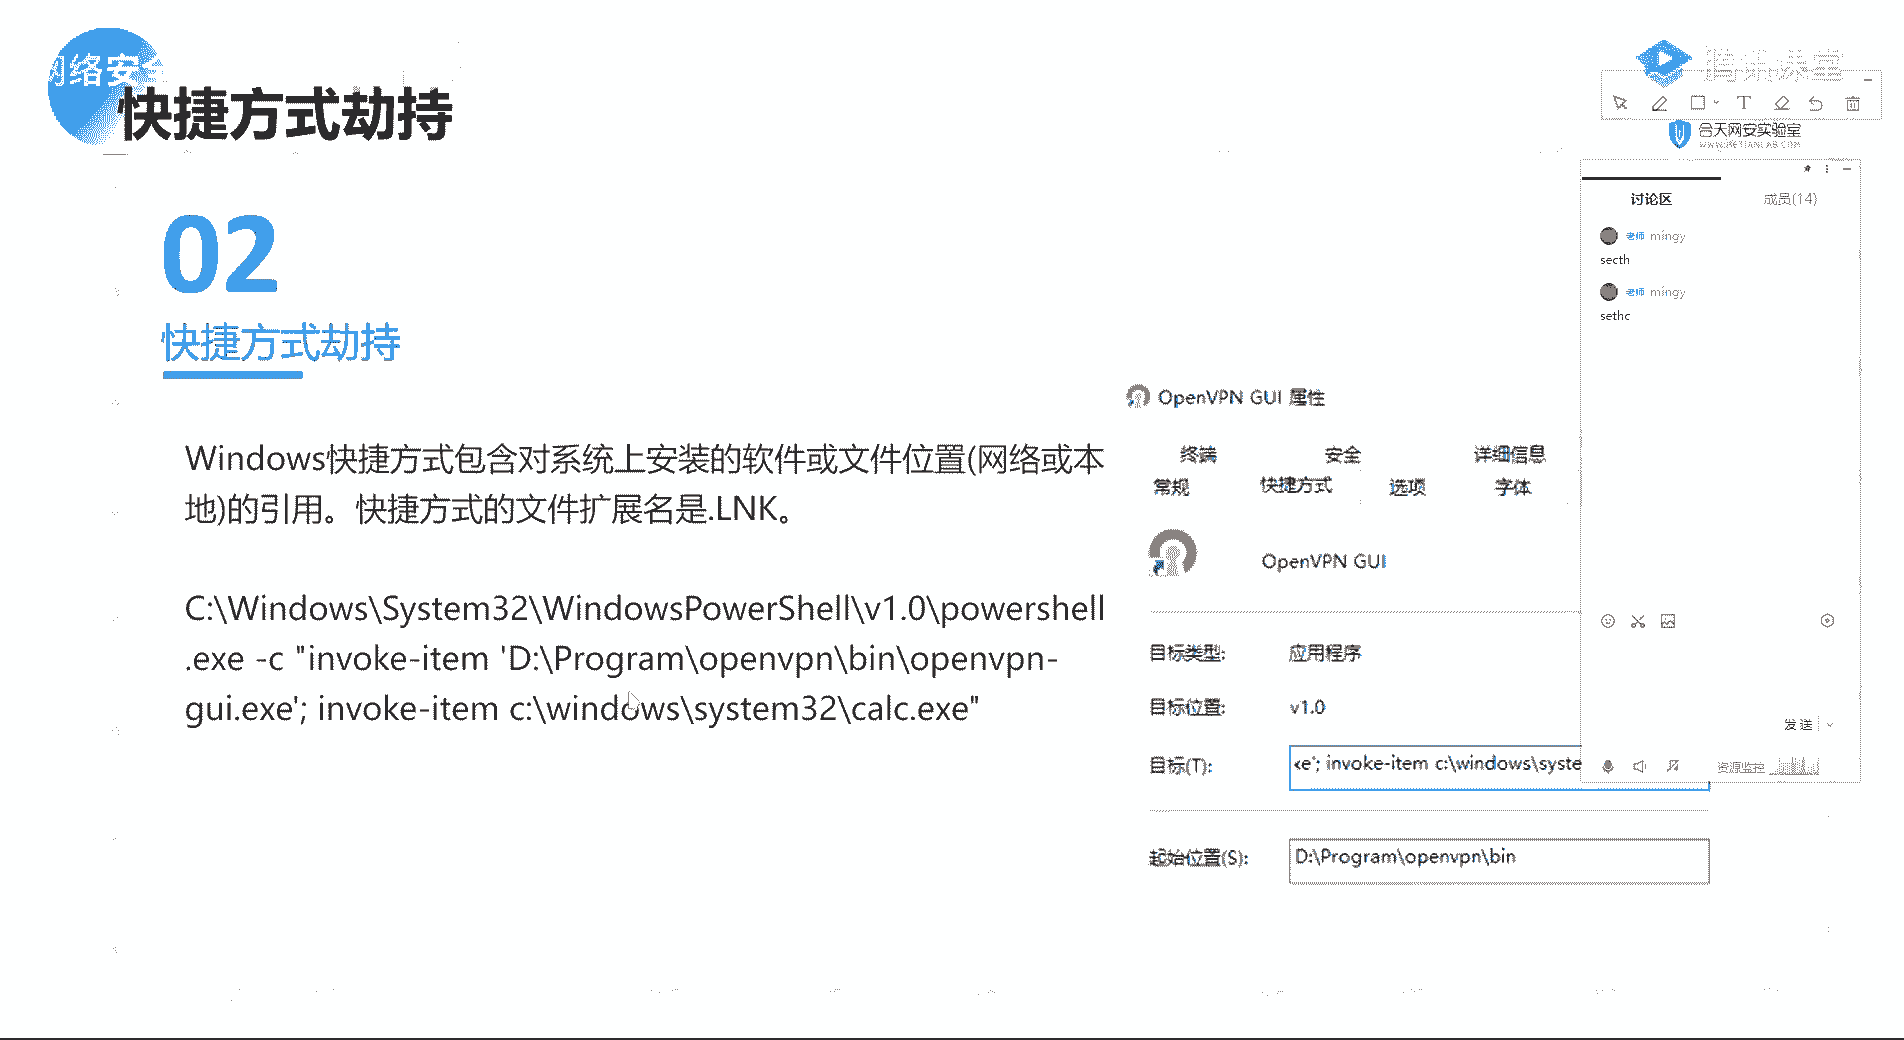 网络安全
快捷方式劫持
腾讯课堂
合天网安实验室
WWW.HETIANLAB.COM
02
快捷方式劫持
Windows快捷方式包含对系统上安装的软件或文件位置(网络或本
地)的引用。快捷方式的文件扩展名是.LNK。
C:\Windows\System32\WindowsPowerShell\v1.0\powershell
.exe -c "invoke-item 'D:\Program\openvpn\bin\openvpn-
gui.exe'; invoke-item c:\windows\system32\calc.exe"
OpenVPN GUI 属性
终端 安全 详细信息
常规 快捷方式 选项 字体
OpenVPN GUI
目标类型: 应用程序
目标位置: v1.0
目标(T): ‹e'; invoke-item c:\windows\syste
起始位置(S): D:\Program\openvpn\bin
讨论区 成员(14)
老师 mingy
secth
老师 mingy
sethc
发送
资源监控